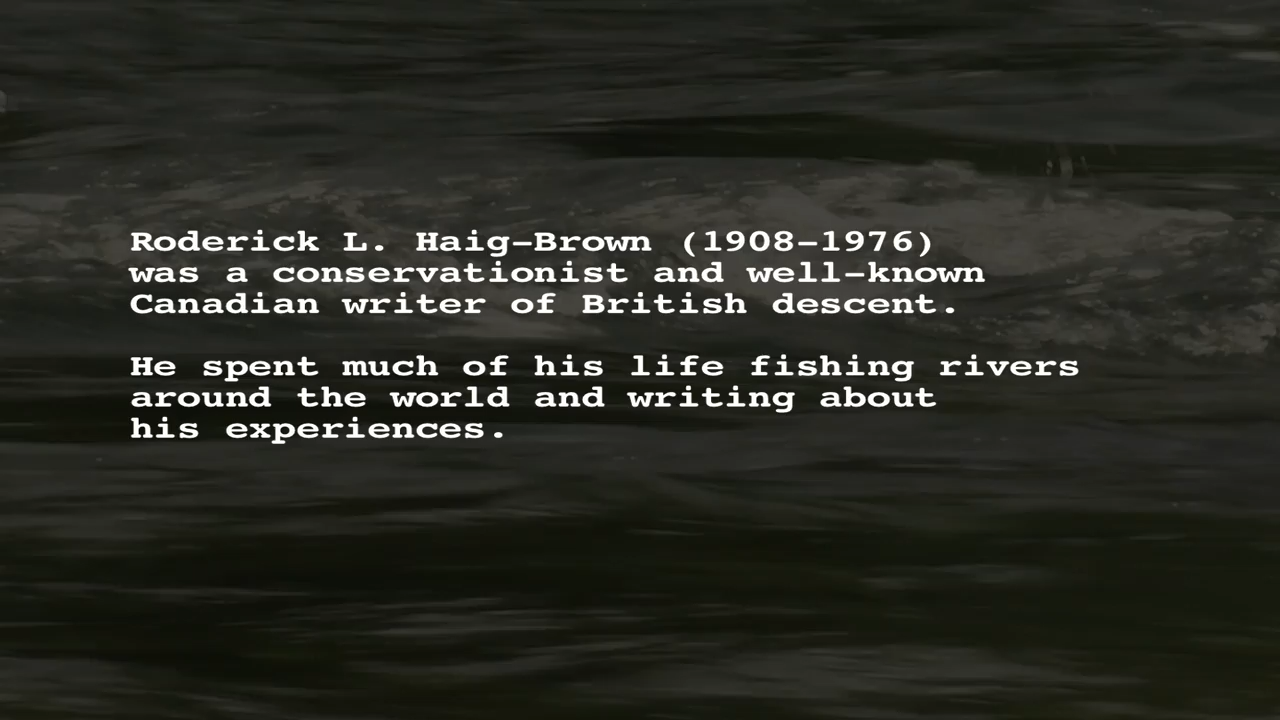 Roderick L. Haig-Brown (1908-1976)
was a conservationist and well-known
Canadian writer of British descent.
He spent much of his life fishing rivers
around the world and writing about
his experiences.